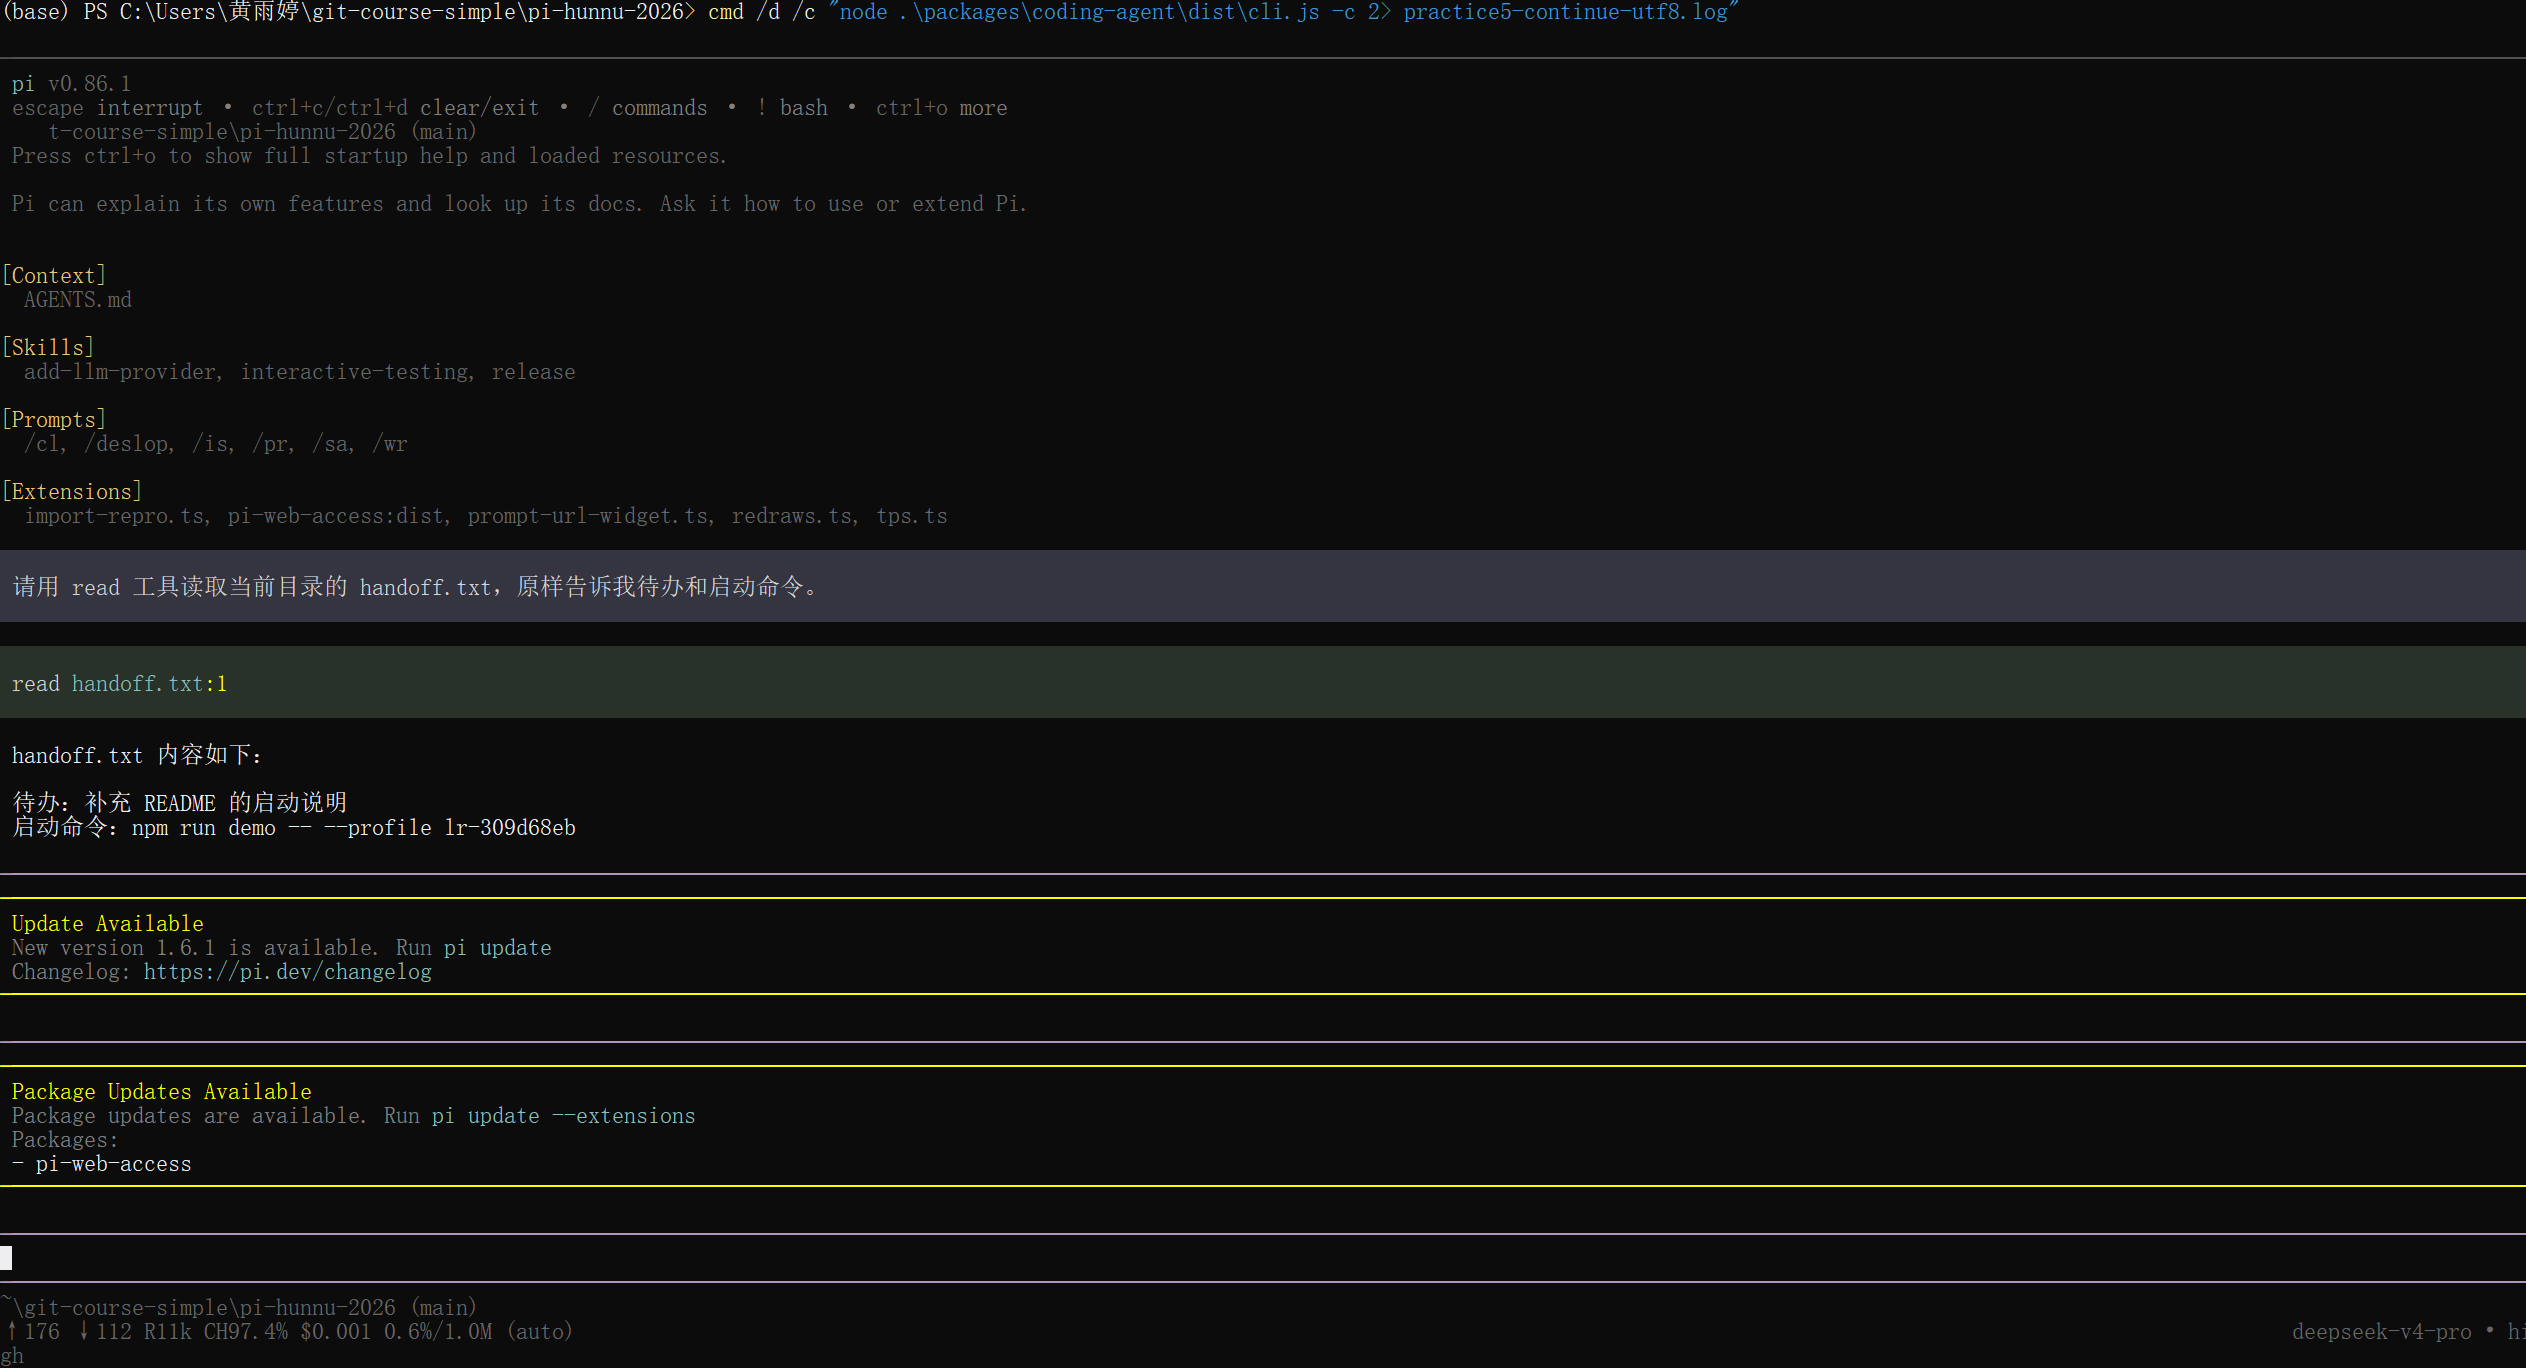 (base) PS C:\Users\黄雨婷\git-course-simple\pi-hunnu-2026> cmd /d /c "node .\packages\coding-agent\dist\cli.js -c 2> practice5-continue-utf8.log"
pi v0.86.1
escape interrupt • ctrl+c/ctrl+d clear/exit • / commands • ! bash • ctrl+o more
t-course-simple\pi-hunnu-2026 (main)
Press ctrl+o to show full startup help and loaded resources.
Pi can explain its own features and look up its docs. Ask it how to use or extend Pi.
[Context]
AGENTS.md
[Skills]
add-llm-provider, interactive-testing, release
[Prompts]
/cl, /deslop, /is, /pr, /sa, /wr
[Extensions]
import-repro.ts, pi-web-access:dist, prompt-url-widget.ts, redraws.ts, tps.ts
请用 read 工具读取当前目录的 handoff.txt，原样告诉我待办和启动命令。
read handoff.txt:1
handoff.txt 内容如下：
待办：补充 README 的启动说明
启动命令：npm run demo -- --profile lr-309d68eb
Update Available
New version 1.6.1 is available. Run pi update
Changelog: https://pi.dev/changelog
Package Updates Available
Package updates are available. Run pi update --extensions
Packages:
- pi-web-access
~\git-course-simple\pi-hunnu-2026 (main)
↑176 ↓112 R11k CH97.4% $0.001 0.6%/1.0M (auto) deepseek-v4-pro • hi
gh